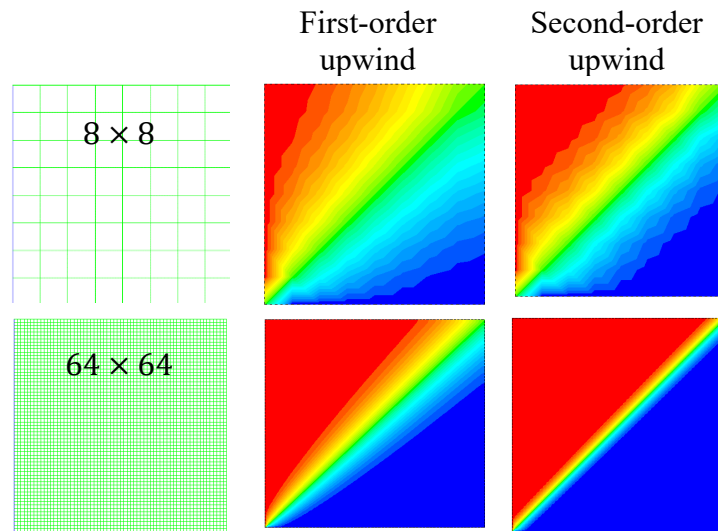 First-order
upwind
Second-order
upwind
8 × 8
64 × 64